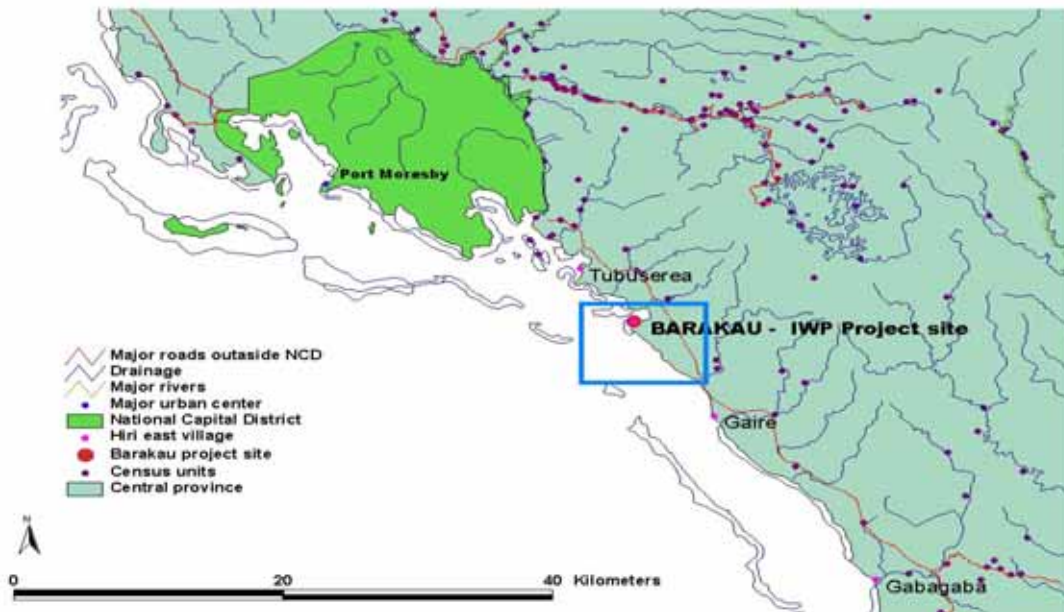 Port Moresby
Tubuserea
BARAKAU - IWP Project site
Gaire
Gabagaba
Major roads outaside NCD
Drainage
Major rivers
Major urban center
National Capital District
Hiri east village
Barakau project site
Census units
Central province
N
0 20 40 Kilometers